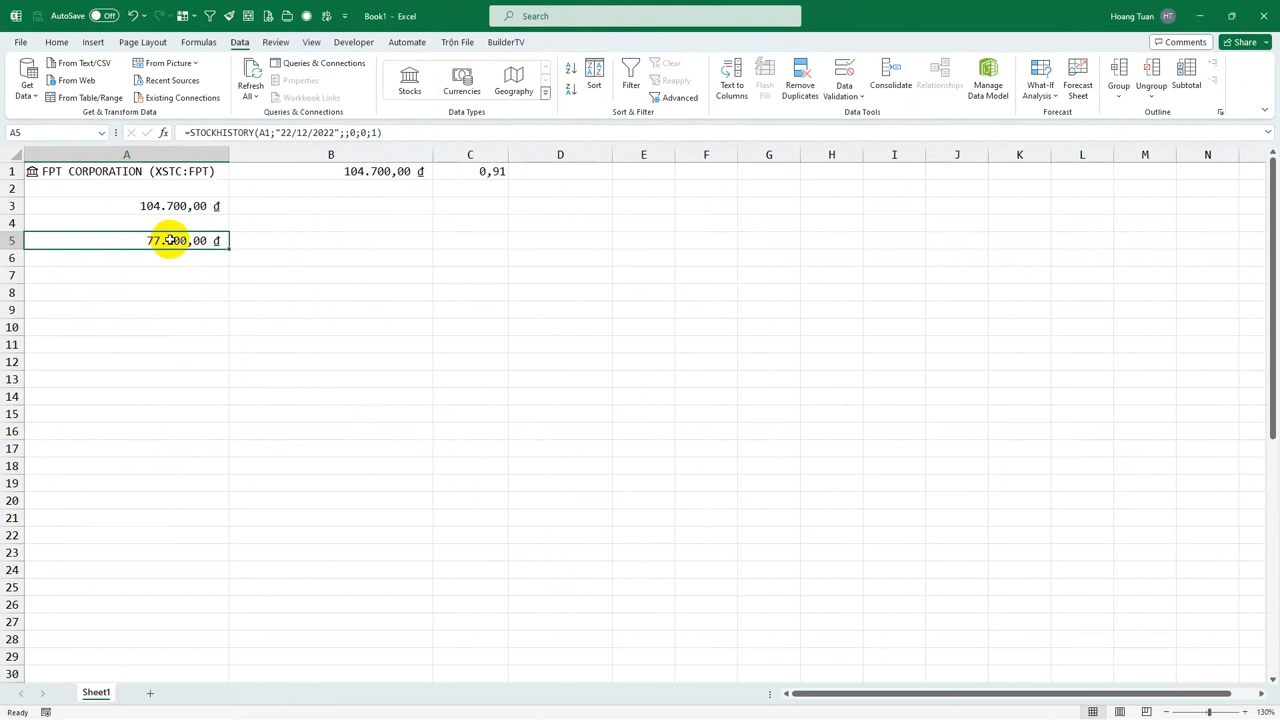 AutoSave Off Book1 - Excel Search Hoang Tuan HT
File Home Insert Page Layout Formulas Data Review View Developer Automate Trộn File BuilderTV Comments Share
Get Data From Text/CSV From Web From Table/Range From Picture Recent Sources Existing Connections
Refresh All Queries & Connections Properties Workbook Links
Stocks Currencies Geography
Sort Filter Clear Reapply Advanced
Text to Columns Flash Fill Remove Duplicates Data Validation Consolidate Relationships Manage Data Model
What-If Analysis Forecast Sheet Group Ungroup Subtotal
Get & Transform Data Queries & Connections Data Types Sort & Filter Data Tools Forecast Outline
A5 fx =STOCKHISTORY(A1;"22/12/2022";;0;0;1)
A B C D E F G H I J K L M N
1 FPT CORPORATION (XSTC:FPT) 104.700,00 ₫ 0,91
2
3 104.700,00 ₫
4
5 00,00 ₫
6
7
8
9
10
11
12
13
14
15
16
17
18
19
20
21
22
23
24
25
26
27
28
29
30
Sheet1
Ready 130%